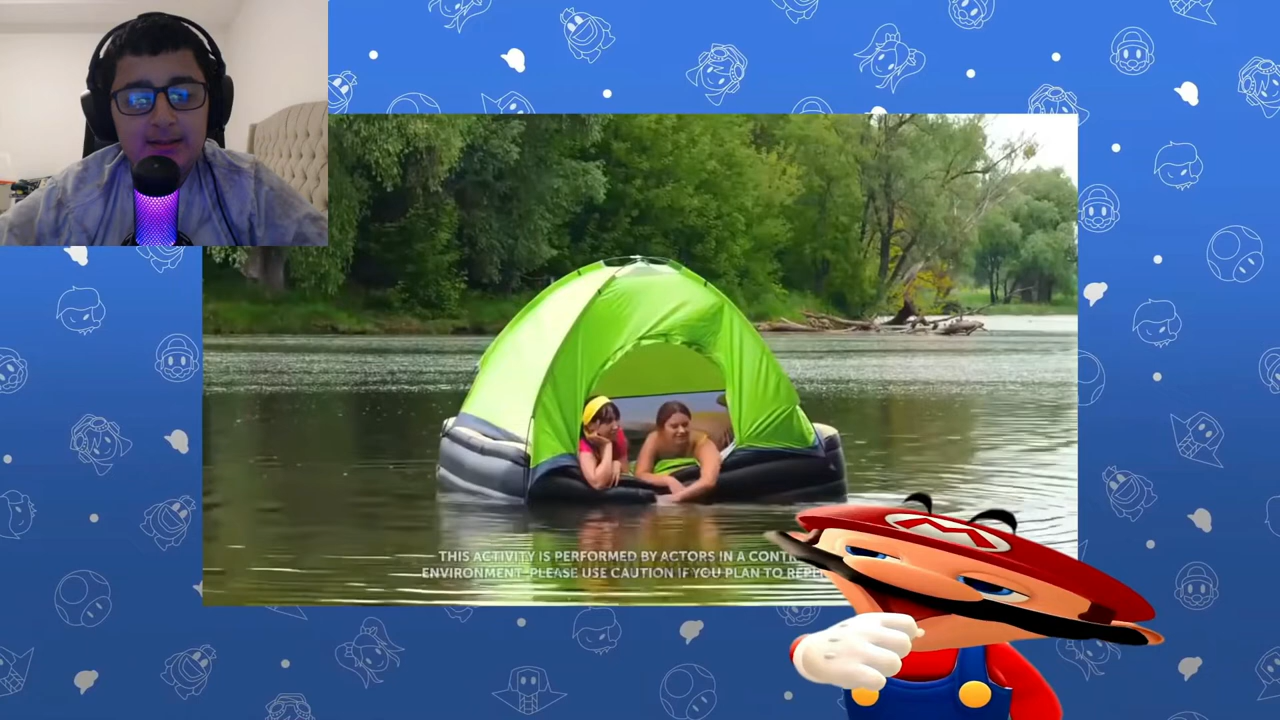 THIS ACTIVITY IS PERFORMED BY ACTORS IN A
ENVIRONMENT. PLEASE USE CAUTION IF YOU PLAN TO